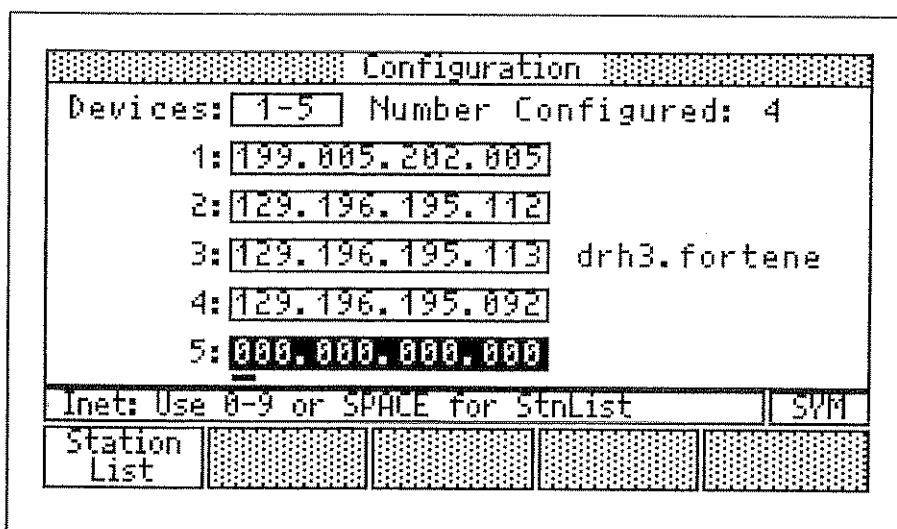 Configuration
Devices: 1-5 Number Configured: 4
1: 199.005.202.005
2: 129.196.195.112
3: 129.196.195.113 drh3.fortene
4: 129.196.195.092
5: 000.000.000.000
Inet: Use 0-9 or SPACE for StnList SYM
Station
List